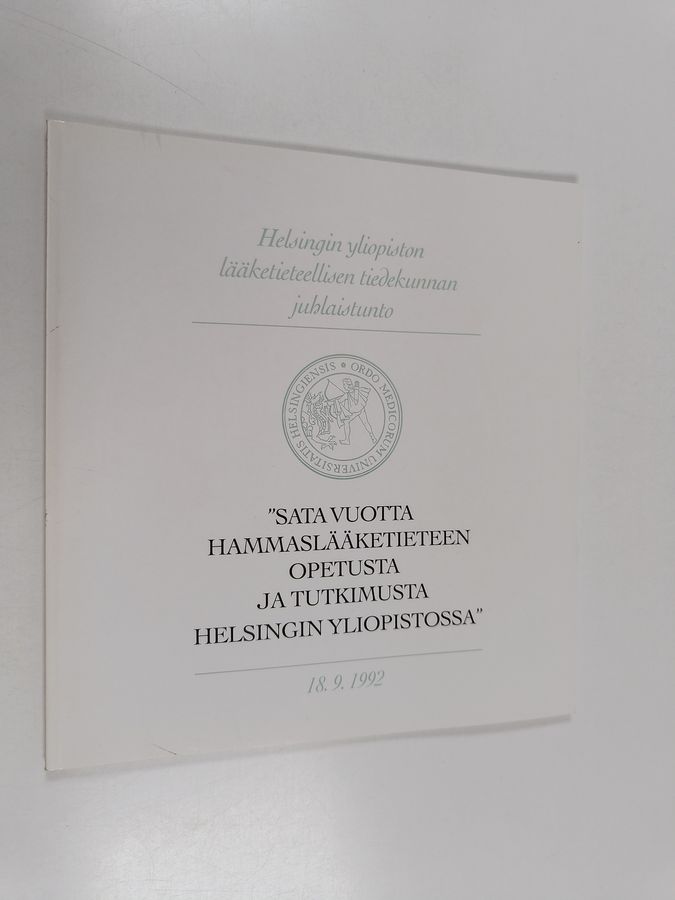 Helsingin yliopiston
lääketieteellisen tiedekunnan
juhlaistunto
ORDO MEDICORUM UNIVERSITATIS HELSINGIENSIS
”SATA VUOTTA
HAMMASLÄÄKETIETEEN
OPETUSTA
JA TUTKIMUSTA
HELSINGIN YLIOPISTOSSA”
18. 9. 1992